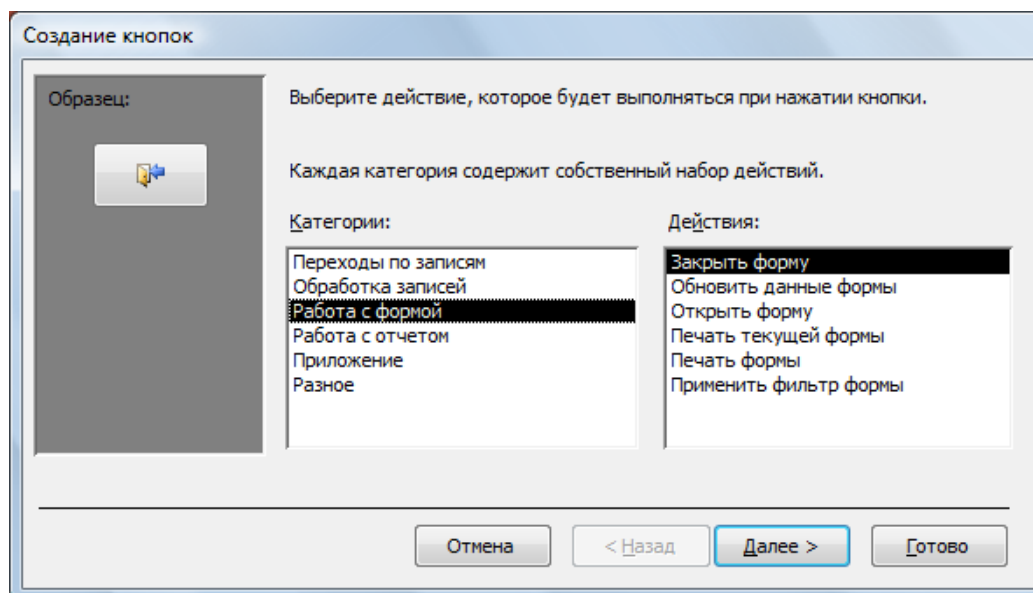 Создание кнопок
Образец:
Выберите действие, которое будет выполняться при нажатии кнопки.
Каждая категория содержит собственный набор действий.
Категории:
Переходы по записям
Обработка записей
Работа с формой
Работа с отчетом
Приложение
Разное
Действия:
Закрыть форму
Обновить данные формы
Открыть форму
Печать текущей формы
Печать формы
Применить фильтр формы
Отмена
< Назад
Далее >
Готово